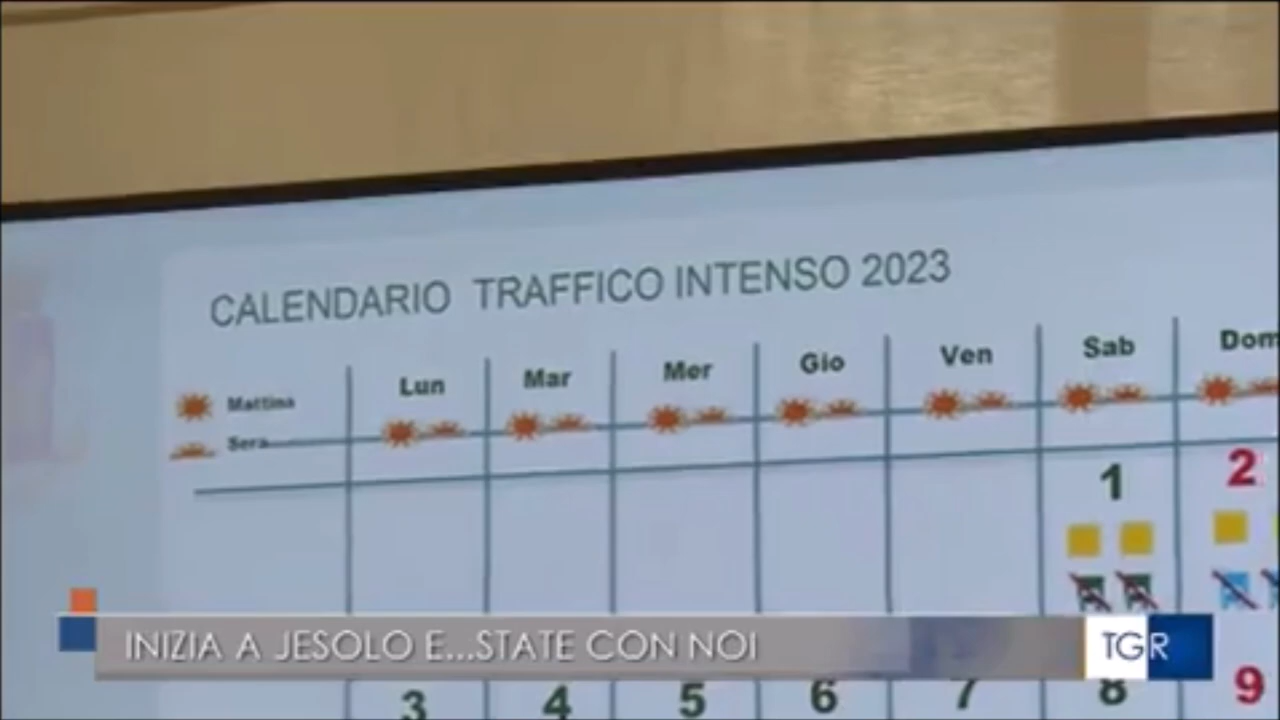 CALENDARIO TRAFFICO INTENSO 2023
Lun Mar Mer Gio Ven Sab Dom
Mattina
Sera
1 2
INIZIA A JESOLO E...STATE CON NOI
TGR
3 4 5 6 7 8 9